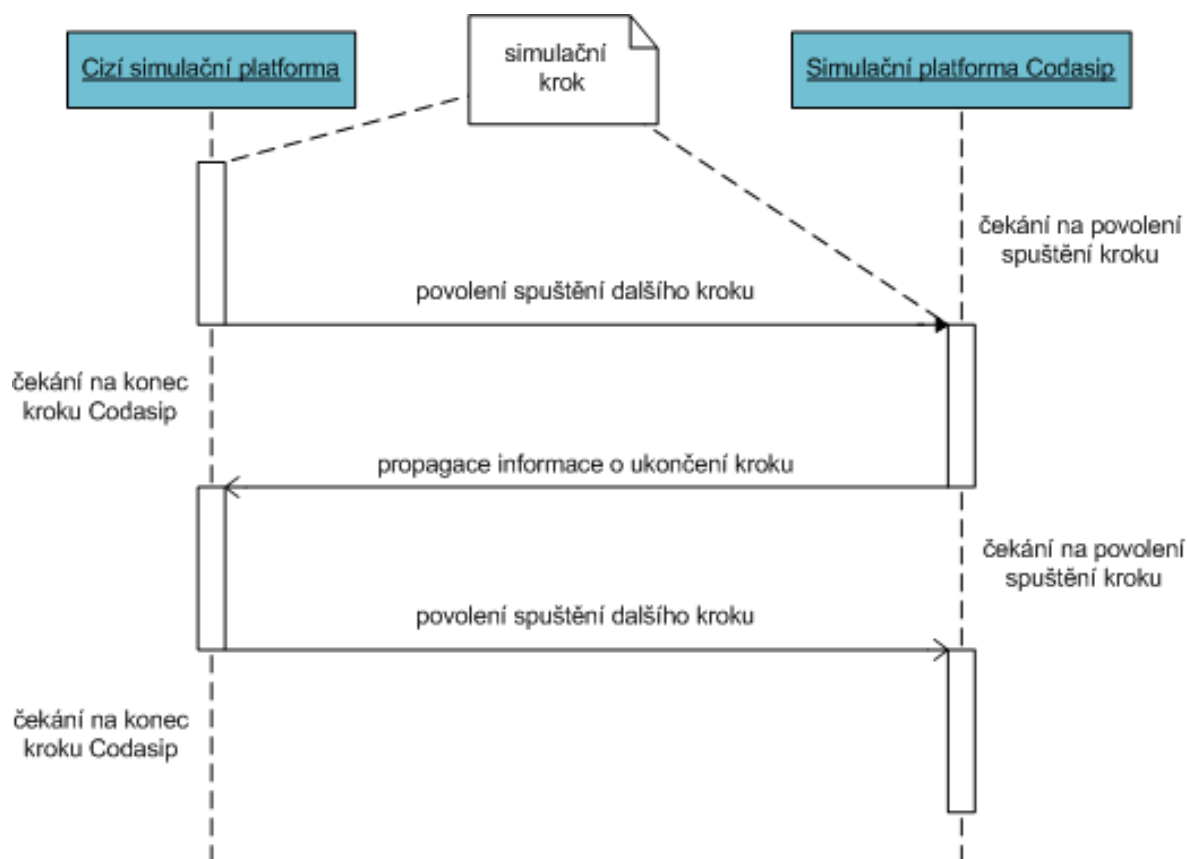 Cizí simulační platforma
simulační
krok
Simulační platforma Codasip
čekání na povolení
spuštění kroku
povolení spuštění dalšího kroku
čekání na konec
kroku Codasip
propagace informace o ukončení kroku
čekání na povolení
spuštění kroku
povolení spuštění dalšího kroku
čekání na konec
kroku Codasip